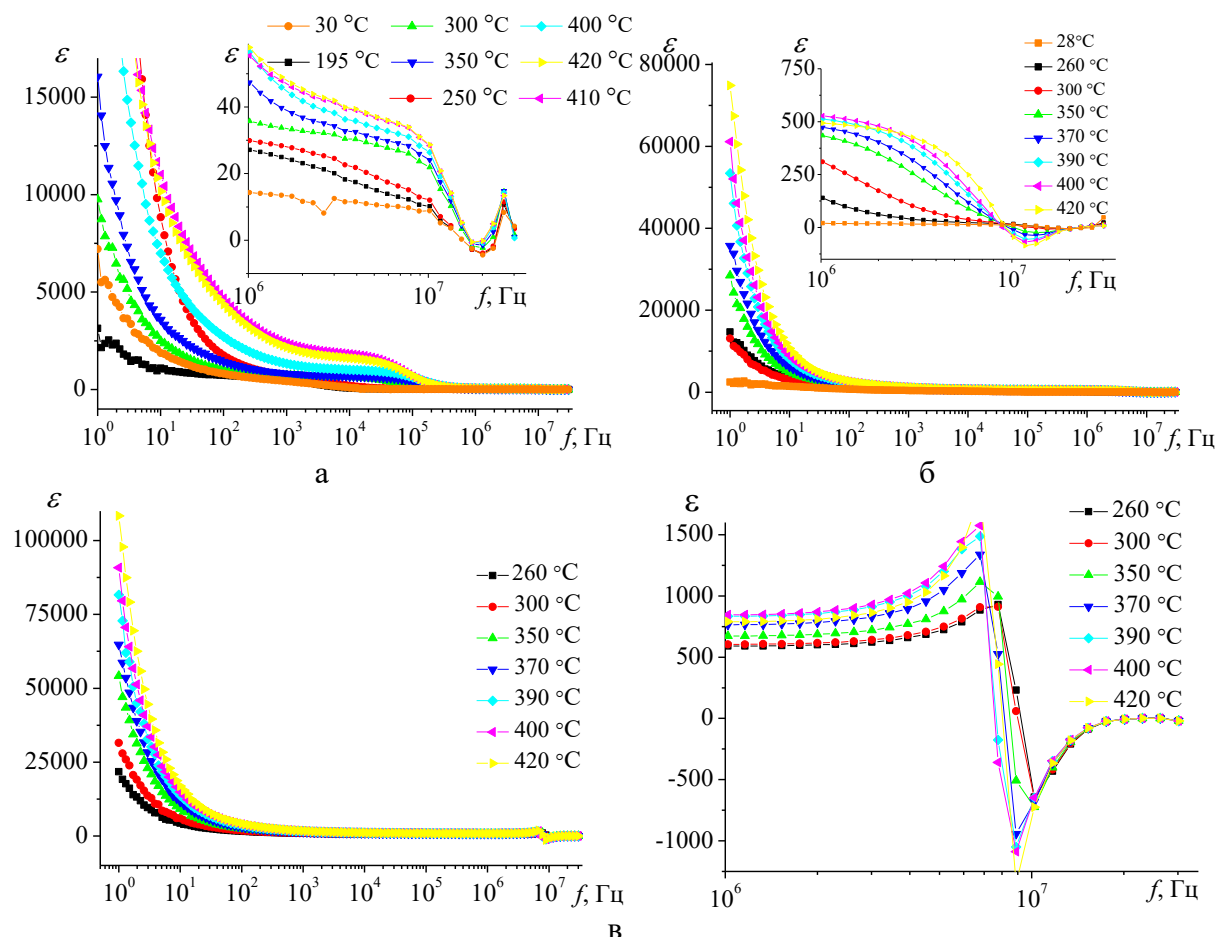 30 °C
300 °C
400 °C
195 °C
350 °C
420 °C
250 °C
410 °C
ε
15000
10000
5000
0
40
20
0
10⁶
10⁷
f, Гц
10⁰ 10¹ 10² 10³ 10⁴ 10⁵ 10⁶ 10⁷ f, Гц
а
ε
80000
60000
40000
20000
0
ε
750
500
250
0
10⁶
10⁷
f, Гц
28°C
260 °C
300 °C
350 °C
370 °C
390 °C
400 °C
420 °C
10⁰ 10¹ 10² 10³ 10⁴ 10⁵ 10⁶ 10⁷ f, Гц
б
ε
100000
75000
50000
25000
0
260 °C
300 °C
350 °C
370 °C
390 °C
400 °C
420 °C
10⁰ 10¹ 10² 10³ 10⁴ 10⁵ 10⁶ 10⁷
f, Гц
ε
1500
1000
500
0
-500
-1000
260 °C
300 °C
350 °C
370 °C
390 °C
400 °C
420 °C
10⁶
10⁷
f, Гц
в